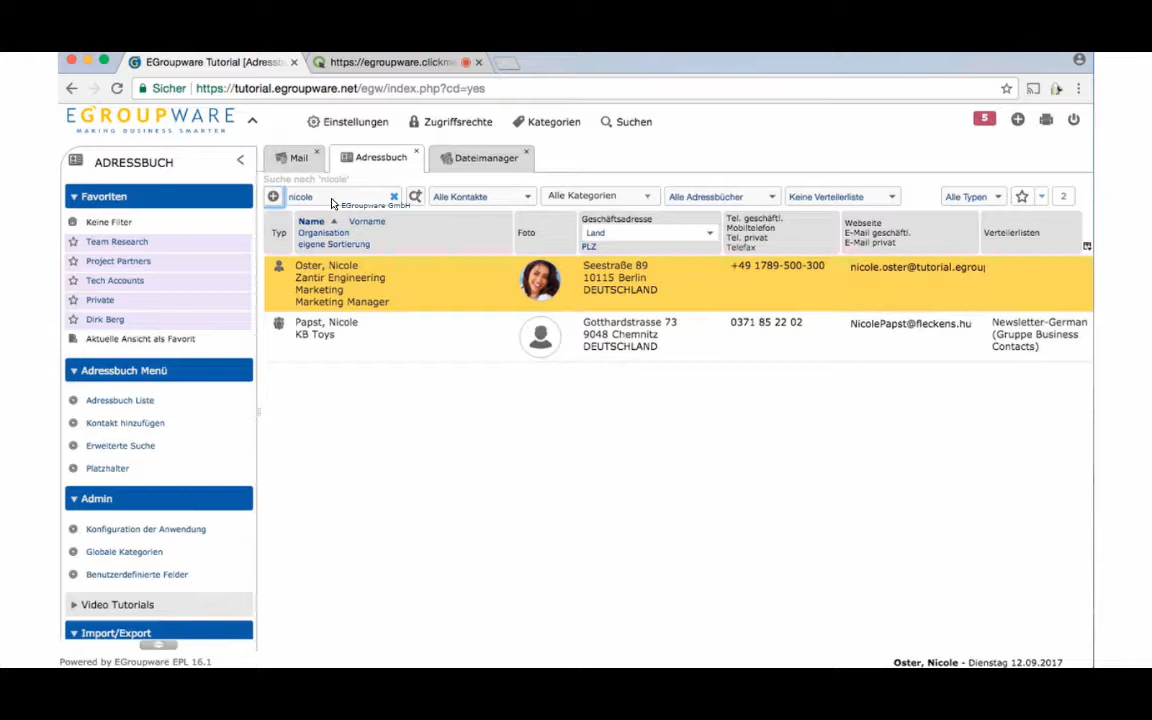 EGroupware Tutorial [Adressb
https://egroupware.clickme
Sicher https://tutorial.egroupware.net/egw/index.php?cd=yes
EGROUPWARE
MAKING BUSINESS SMARTER
Einstellungen Zugriffsrechte Kategorien Suchen
5
ADRESSBUCH
Mail Adressbuch Dateimanager
Suche nach 'nicole'
nicole
EGroupware GmbH
Alle Kontakte Alle Kategorien Alle Adressbücher Keine Verteilerliste Alle Typen 2
Typ
Name Vorname
Organisation
eigene Sortierung
Foto
Geschäftsadresse
Land
PLZ
Tel. geschäftl.
Mobiltelefon
Tel. privat
Telefax
Webseite
E-Mail geschäftl.
E-Mail privat
Verteilerlisten
Oster, Nicole
Zantir Engineering
Marketing
Marketing Manager
Seestraße 89
10115 Berlin
DEUTSCHLAND
+49 1789-500-300
nicole.oster@tutorial.egrou
Papst, Nicole
KB Toys
Gotthardstrasse 73
9048 Chemnitz
DEUTSCHLAND
0371 85 22 02
NicolePapst@fleckens.hu
Newsletter-German
(Gruppe Business
Contacts)
Favoriten
Keine Filter
Team Research
Project Partners
Tech Accounts
Private
Dirk Berg
Aktuelle Ansicht als Favorit
Adressbuch Menü
Adressbuch Liste
Kontakt hinzufügen
Erweiterte Suche
Platzhalter
Admin
Konfiguration der Anwendung
Globale Kategorien
Benutzerdefinierte Felder
Video Tutorials
Import/Export
Powered by EGroupware EPL 16.1
Oster, Nicole - Dienstag 12.09.2017